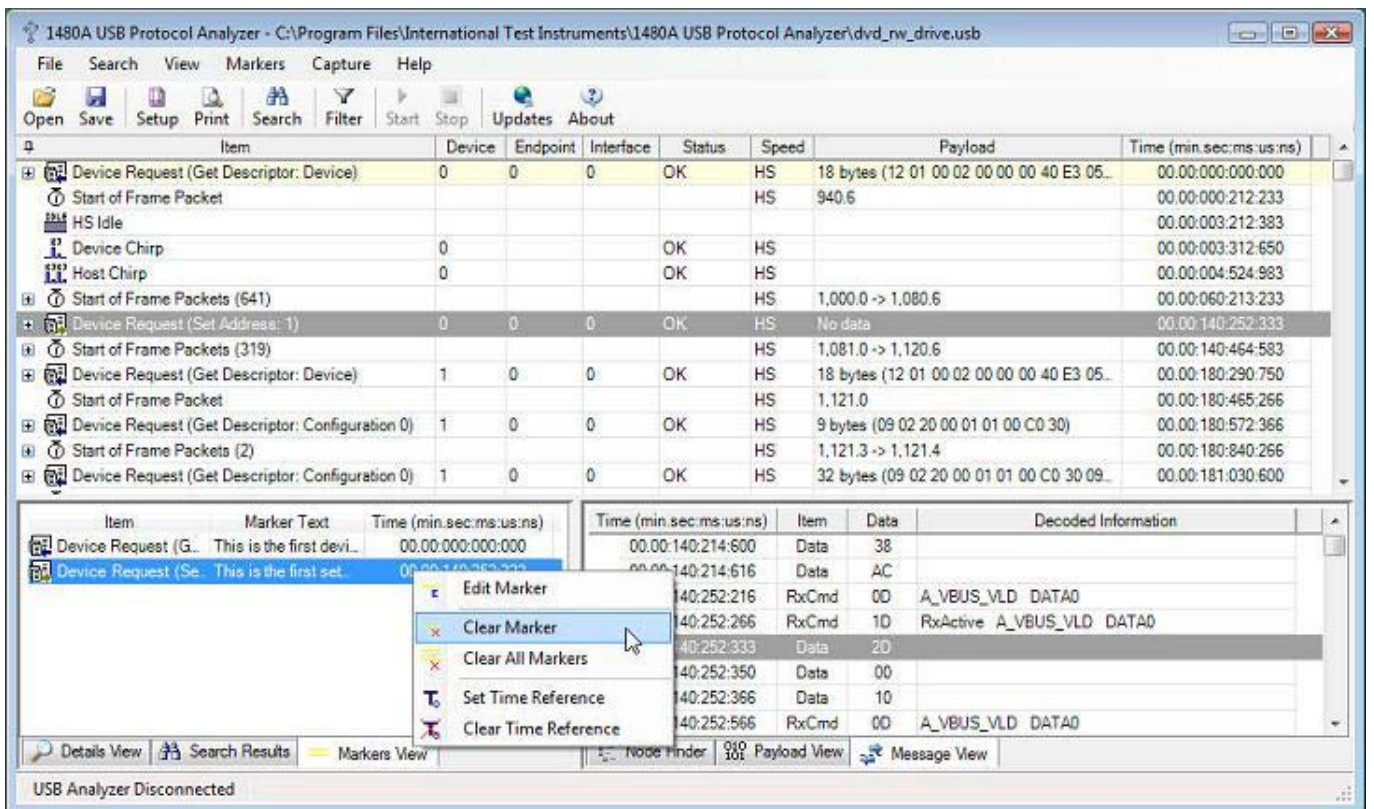 1480A USB Protocol Analyzer - C:\Program Files\International Test Instruments\1480A USB Protocol Analyzer\dvd_rw_drive.usb
File Search View Markers Capture Help
Open Save Setup Print Search Filter Start Stop Updates About
Item Device Endpoint Interface Status Speed Payload Time (min.sec:ms:us:ns)
Device Request (Get Descriptor: Device) 0 0 0 OK HS 18 bytes (12 01 00 02 00 00 00 40 E3 05... 00.00:000:000:000
Start of Frame Packet HS 940.6 00.00:000:212:233
HS Idle 00.00:003:212:383
Device Chirp 0 OK HS 00.00:003:312:650
Host Chirp 0 OK HS 00.00:004:524:983
Start of Frame Packets (641) HS 1,000.0 -> 1,080.6 00.00:060:213:233
Device Request (Set Address: 1) 0 0 0 OK HS No data 00.00:140:252:333
Start of Frame Packets (319) HS 1,081.0 -> 1,120.6 00.00:140:464:583
Device Request (Get Descriptor: Device) 1 0 0 OK HS 18 bytes (12 01 00 02 00 00 00 40 E3 05... 00.00:180:290:750
Start of Frame Packet HS 1,121.0 00.00:180:465:266
Device Request (Get Descriptor: Configuration 0) 1 0 0 OK HS 9 bytes (09 02 20 00 01 01 00 C0 30) 00.00:180:572:366
Start of Frame Packets (2) HS 1,121.3 -> 1,121.4 00.00:180:840:266
Device Request (Get Descriptor: Configuration 0) 1 0 0 OK HS 32 bytes (09 02 20 00 01 01 00 C0 30 09... 00.00:181:030:600
Item Marker Text Time (min.sec:ms:us:ns)
Device Request (G... This is the first devi... 00.00:000:000:000
Device Request (Se... This is the first set...
Edit Marker
Clear Marker
Clear All Markers
Set Time Reference
Clear Time Reference
Time (min.sec:ms:us:ns) Item Data Decoded Information
00.00:140:214:600 Data 38
140:214:616 Data AC
140:252:216 RxCmd 0D A_VBUS_VLD DATA0
140:252:266 RxCmd 1D RxActive A_VBUS_VLD DATA0
40:252:333 Data 2D
140:252:350 Data 00
140:252:366 Data 10
140:252:566 RxCmd 0D A_VBUS_VLD DATA0
Details View Search Results Markers View Node Finder Payload View Message View
USB Analyzer Disconnected